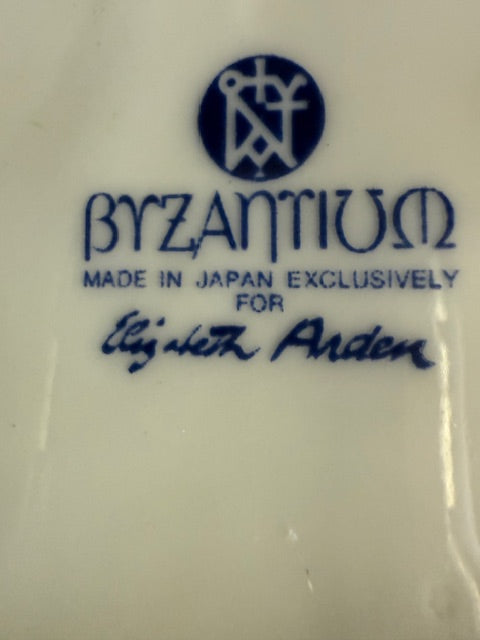 BYZANTIUM
MADE IN JAPAN EXCLUSIVELY
FOR
Elizabeth Arden